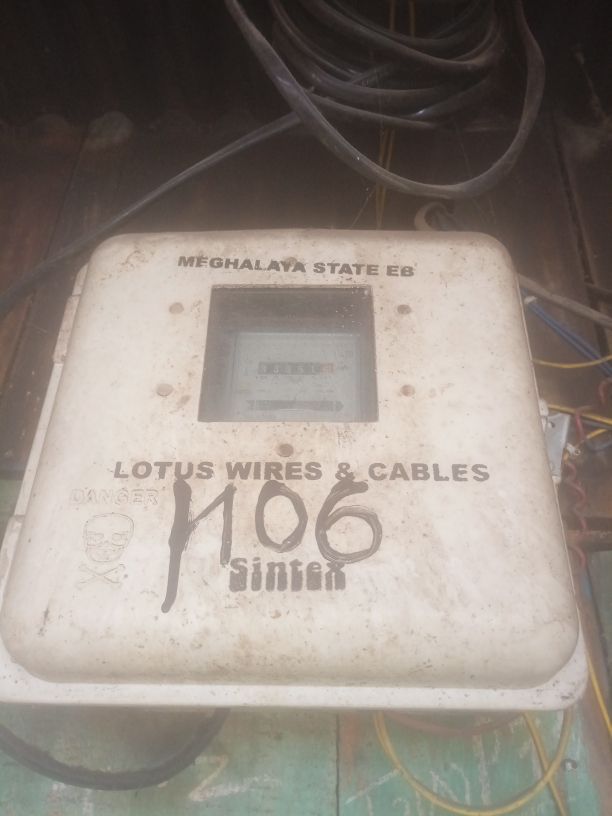 MEGHALAYA STATE EB
LOTUS WIRES & CABLES
DANGER
1106
Sintex